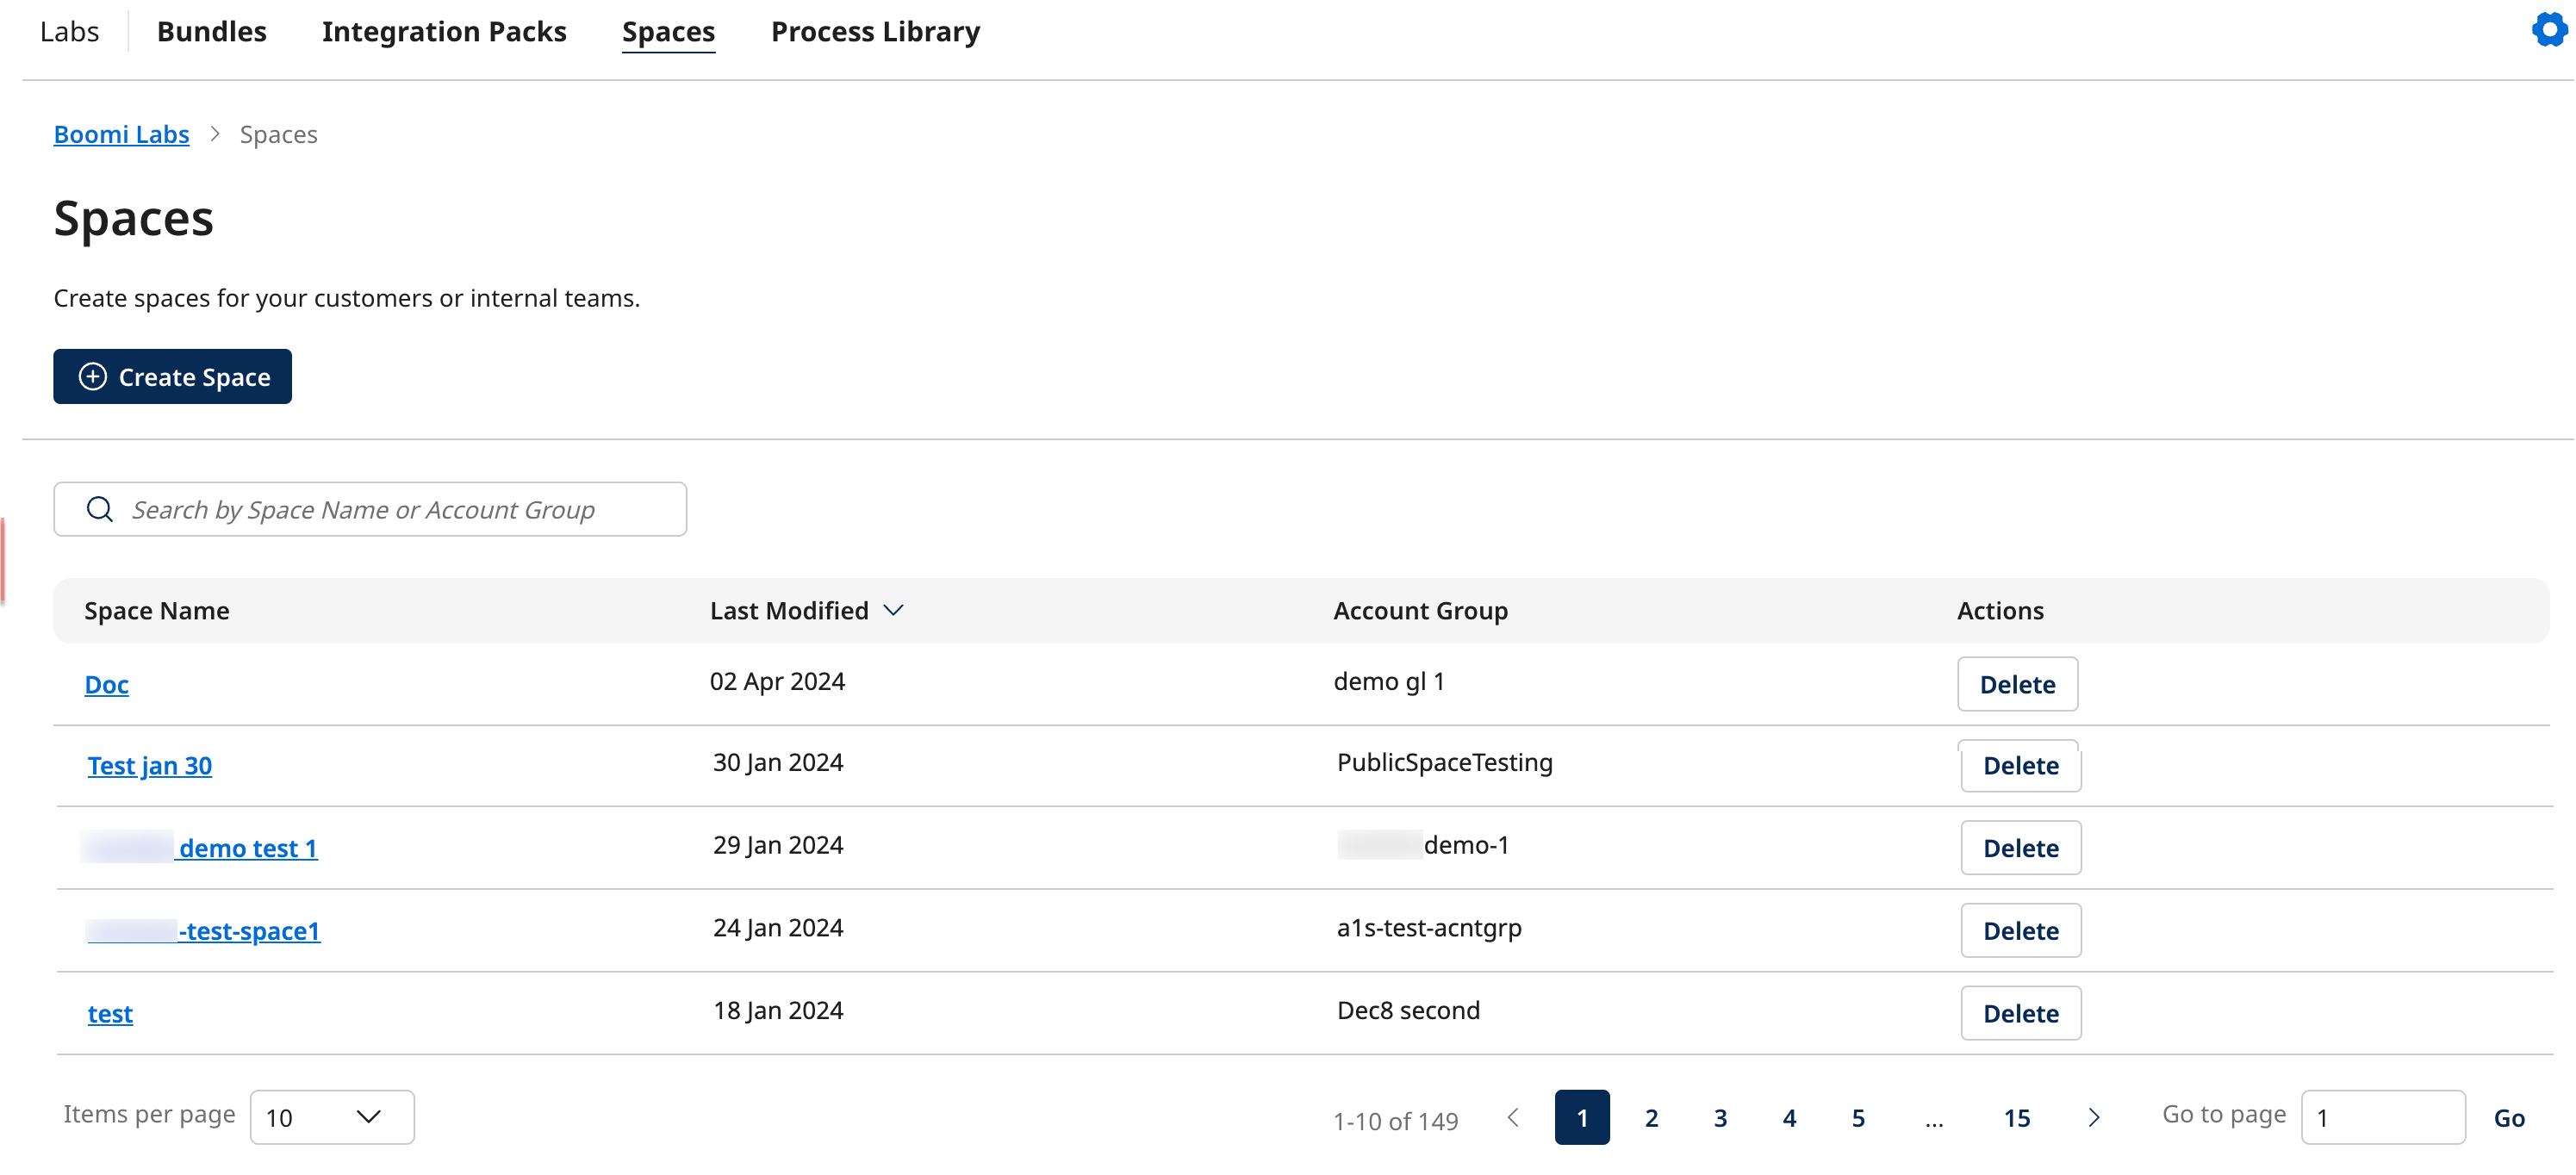 Labs Bundles Integration Packs Spaces Process Library
Boomi Labs > Spaces
Spaces
Create spaces for your customers or internal teams.
Create Space
Search by Space Name or Account Group
Space Name Last Modified Account Group Actions
Doc 02 Apr 2024 demo gl 1 Delete
Test jan 30 30 Jan 2024 PublicSpaceTesting Delete
demo test 1 29 Jan 2024 demo-1 Delete
-test-space1 24 Jan 2024 a1s-test-acntgrp Delete
test 18 Jan 2024 Dec8 second Delete
Items per page 10 1-10 of 149 1 2 3 4 5 ... 15 Go to page 1 Go